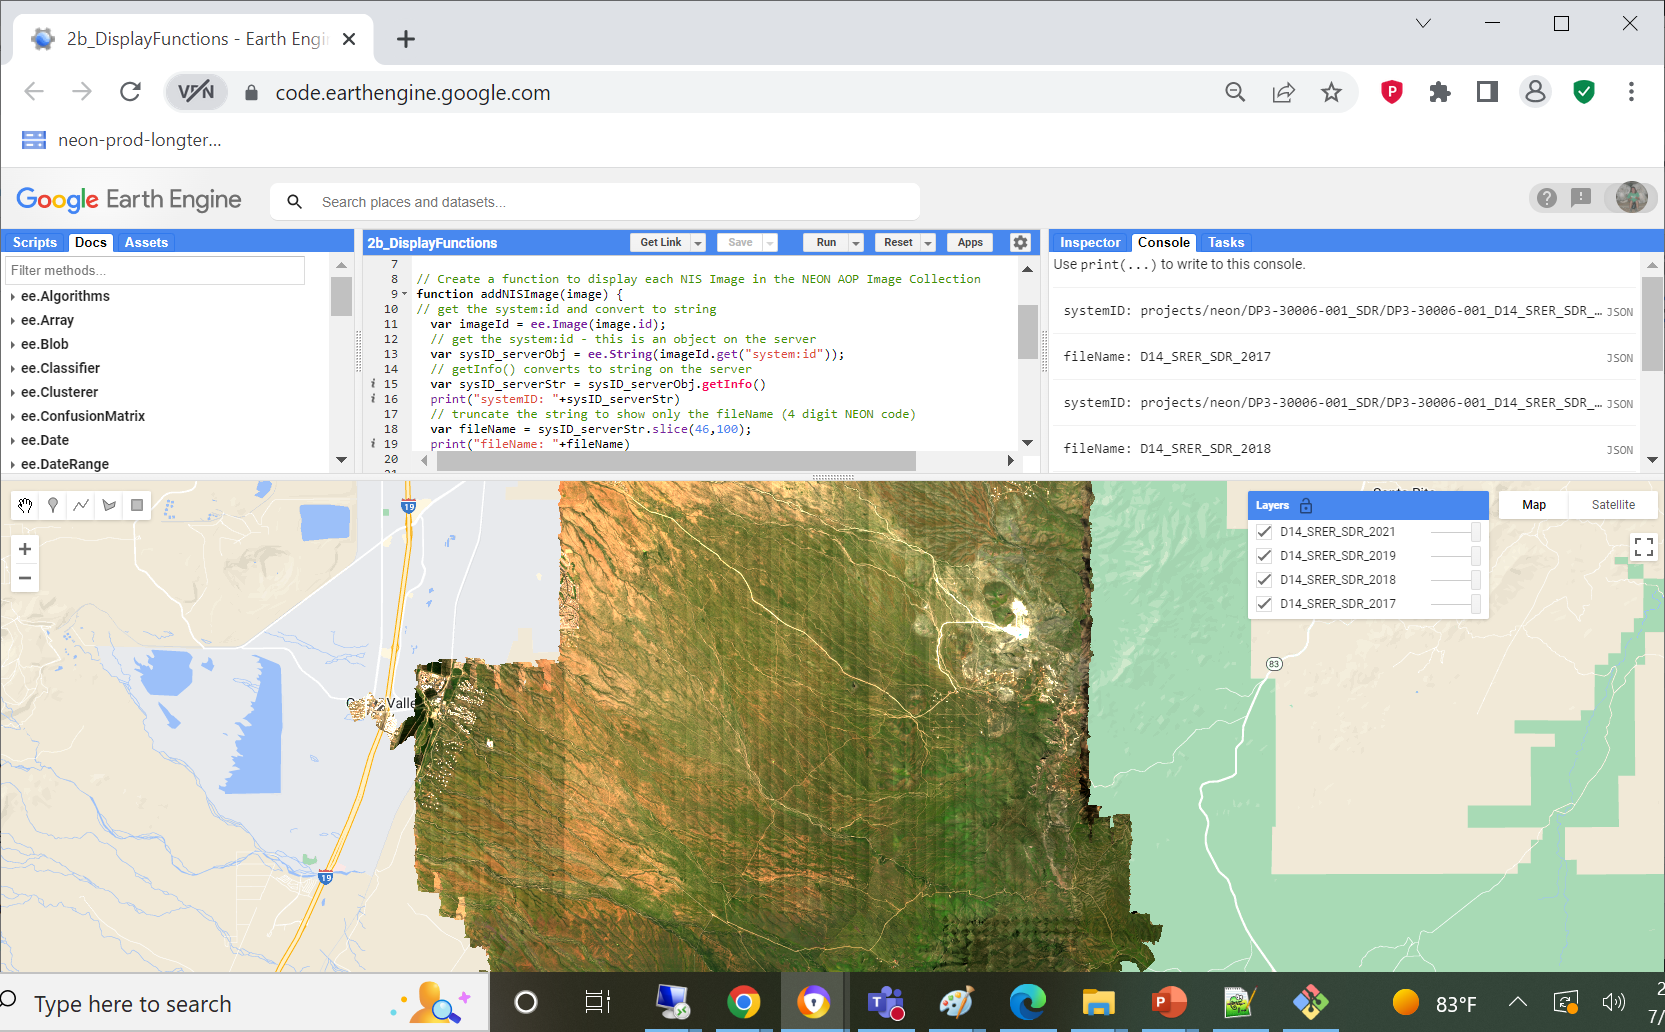 2b_DisplayFunctions - Earth Engi
VPN
code.earthengine.google.com
neon-prod-longter...
Google Earth Engine
Search places and datasets...
Scripts Docs Assets
Filter methods...
ee.Algorithms
ee.Array
ee.Blob
ee.Classifier
ee.Clusterer
ee.ConfusionMatrix
ee.Date
ee.DateRange
2b_DisplayFunctions Get Link Save Run Reset Apps
7
8 // Create a function to display each NIS Image in the NEON AOP Image Collection
9 function addNISImage(image) {
10 // get the system:id and convert to string
11 var imageId = ee.Image(image.id);
12 // get the system:id - this is an object on the server
13 var sysID_serverObj = ee.String(imageId.get("system:id"));
14 // getInfo() converts to string on the server
i 15 var sysID_serverStr = sysID_serverObj.getInfo()
i 16 print("systemID: "+sysID_serverStr)
17 // truncate the string to show only the fileName (4 digit NEON code)
18 var fileName = sysID_serverStr.slice(46,100);
i 19 print("fileName: "+fileName)
20
Inspector Console Tasks
Use print(...) to write to this console.
systemID: projects/neon/DP3-30006-001_SDR/DP3-30006-001_D14_SRER_SDR_... JSON
fileName: D14_SRER_SDR_2017 JSON
systemID: projects/neon/DP3-30006-001_SDR/DP3-30006-001_D14_SRER_SDR_... JSON
fileName: D14_SRER_SDR_2018 JSON
19
Valle
19
83
Layers
D14_SRER_SDR_2021
D14_SRER_SDR_2019
D14_SRER_SDR_2018
D14_SRER_SDR_2017
Map Satellite
Type here to search
83°F